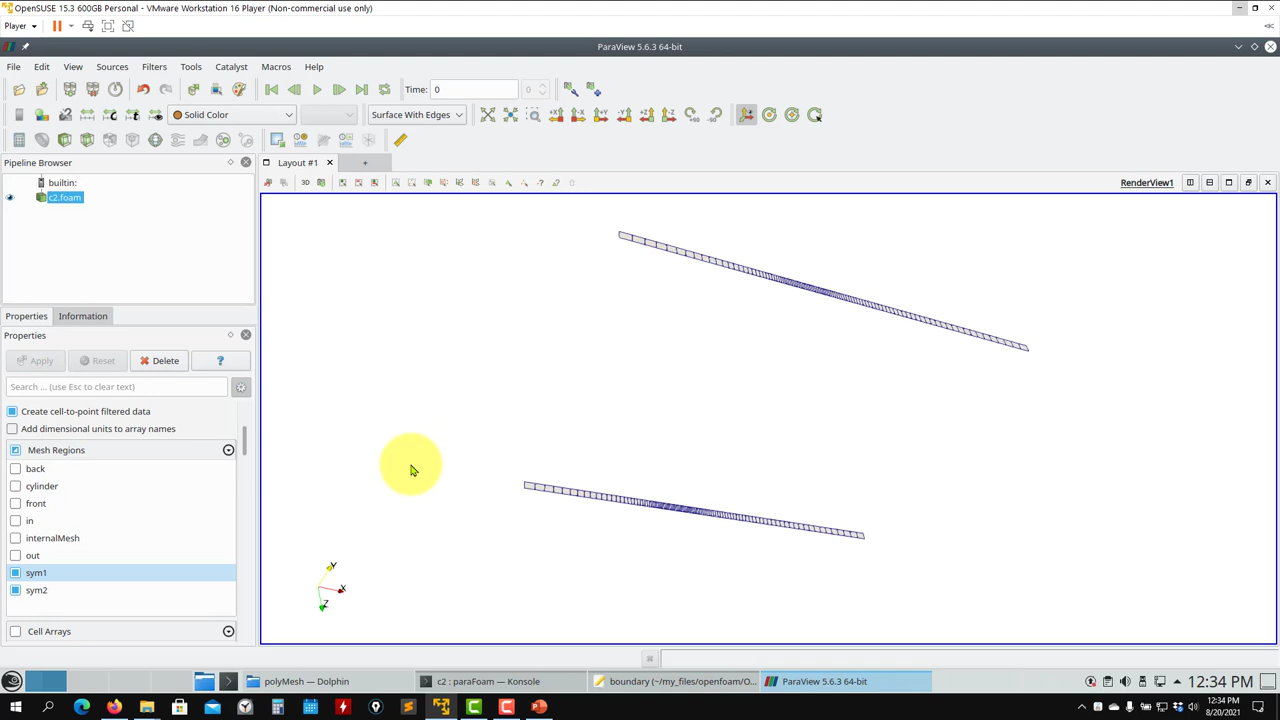 OpenSUSE 15.3 600GB Personal - VMware Workstation 16 Player (Non-commercial use only)
Player
ParaView 5.6.3 64-bit
File Edit View Sources Filters Tools Catalyst Macros Help
Time: 0 0
Solid Color Surface With Edges +X -X +Y -Y +Z -Z +90 -90
Pipeline Browser
Layout #1 +
builtin:
c2.foam
3D RenderView1
Properties Information
Properties
Apply Reset Delete ?
Search ... (use Esc to clear text)
Create cell-to-point filtered data
Add dimensional units to array names
Mesh Regions
back
cylinder
front
in
internalMesh
out
sym1
sym2
Cell Arrays
Y
X
Z
polyMesh — Dolphin c2 : paraFoam — Konsole boundary (~/my_files/openfoam/O... ParaView 5.6.3 64-bit 12:34 PM
12:34 PM
8/20/2021